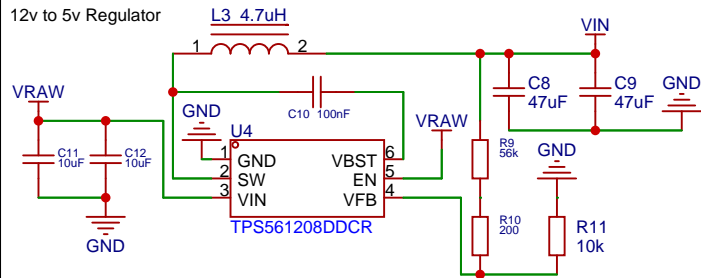 12v to 5v Regulator
L3 4.7uH
1 2
VIN
C8
47uF
C9
47uF
GND
VRAW
C10 100nF
GND
VRAW
U4
C11
10uF
C12
10uF
1 GND
2 SW
3 VIN
VBST 6
EN 5
VFB 4
TPS561208DDCR
R9
56k
GND
R10
200
R11
10k
GND